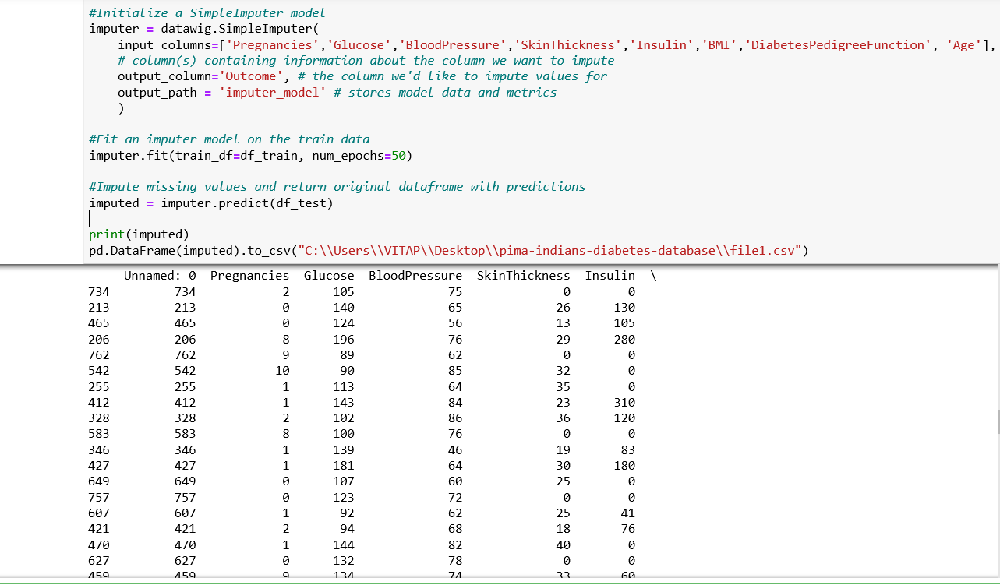 #Initialize a SimpleImputer model
imputer = datawig.SimpleImputer(
    input_columns=['Pregnancies','Glucose','BloodPressure','SkinThickness','Insulin','BMI','DiabetesPedigreeFunction', 'Age'],
    # column(s) containing information about the column we want to impute
    output_column='Outcome', # the column we'd like to impute values for
    output_path = 'imputer_model' # stores model data and metrics
    )
#Fit an imputer model on the train data
imputer.fit(train_df=df_train, num_epochs=50)
#Impute missing values and return original dataframe with predictions
imputed = imputer.predict(df_test)
print(imputed)
pd.DataFrame(imputed).to_csv("C:\\Users\\VITAP\\Desktop\\pima-indians-diabetes-database\\file1.csv")
Unnamed: 0 Pregnancies Glucose BloodPressure SkinThickness Insulin \
734 734 2 105 75 0 0
213 213 0 140 65 26 130
465 465 0 124 56 13 105
206 206 8 196 76 29 280
762 762 9 89 62 0 0
542 542 10 90 85 32 0
255 255 1 113 64 35 0
412 412 1 143 84 23 310
328 328 2 102 86 36 120
583 583 8 100 76 0 0
346 346 1 139 46 19 83
427 427 1 181 64 30 180
649 649 0 107 60 25 0
757 757 0 123 72 0 0
607 607 1 92 62 25 41
421 421 2 94 68 18 76
470 470 1 144 82 40 0
627 627 0 132 78 0 0
459 459 9 134 74 33 60